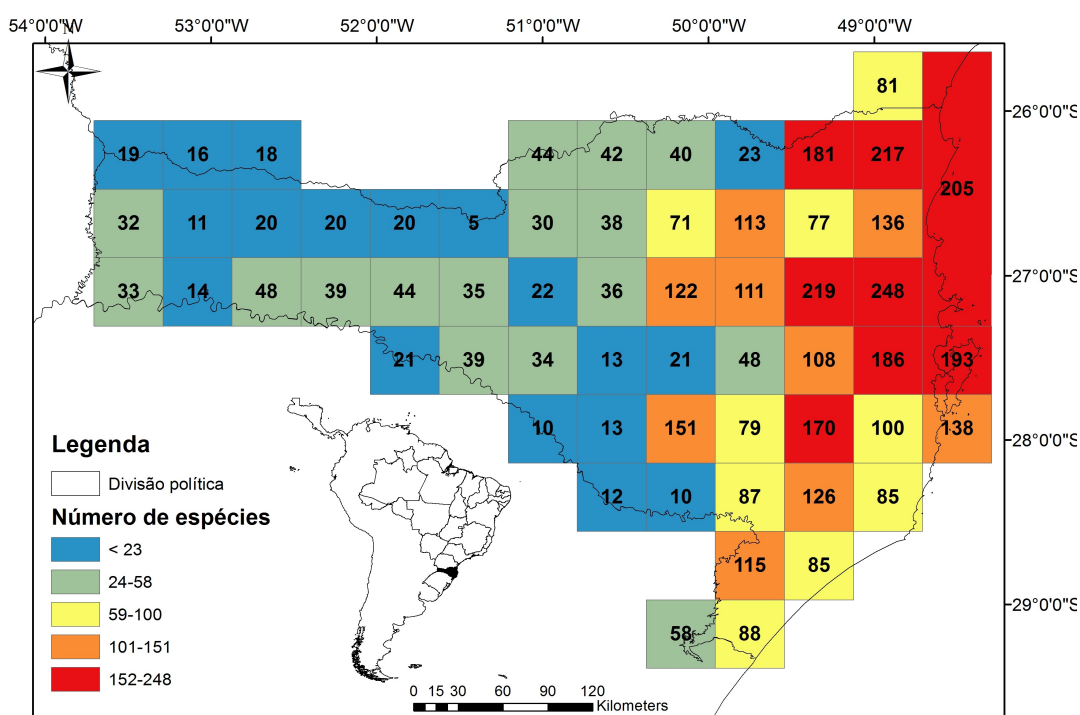 54°0'0"W 53°0'0"W 52°0'0"W 51°0'0"W 50°0'0"W 49°0'0"W
N
81
26°0'0"S
19 16 18 44 42 40 23 181 217
205
32 11 20 20 20 5 30 38 71 113 77 136
27°0'0"S
33 14 48 39 44 35 22 36 122 111 219 248
21 39 34 13 21 48 108 186 193
10 13 151 79 170 100 138
28°0'0"S
12 10 87 126 85
115 85
29°0'0"S
58 88
Legenda
Divisão política
Número de espécies
< 23
24-58
59-100
101-151
152-248
0 15 30 60 90 120
Kilometers